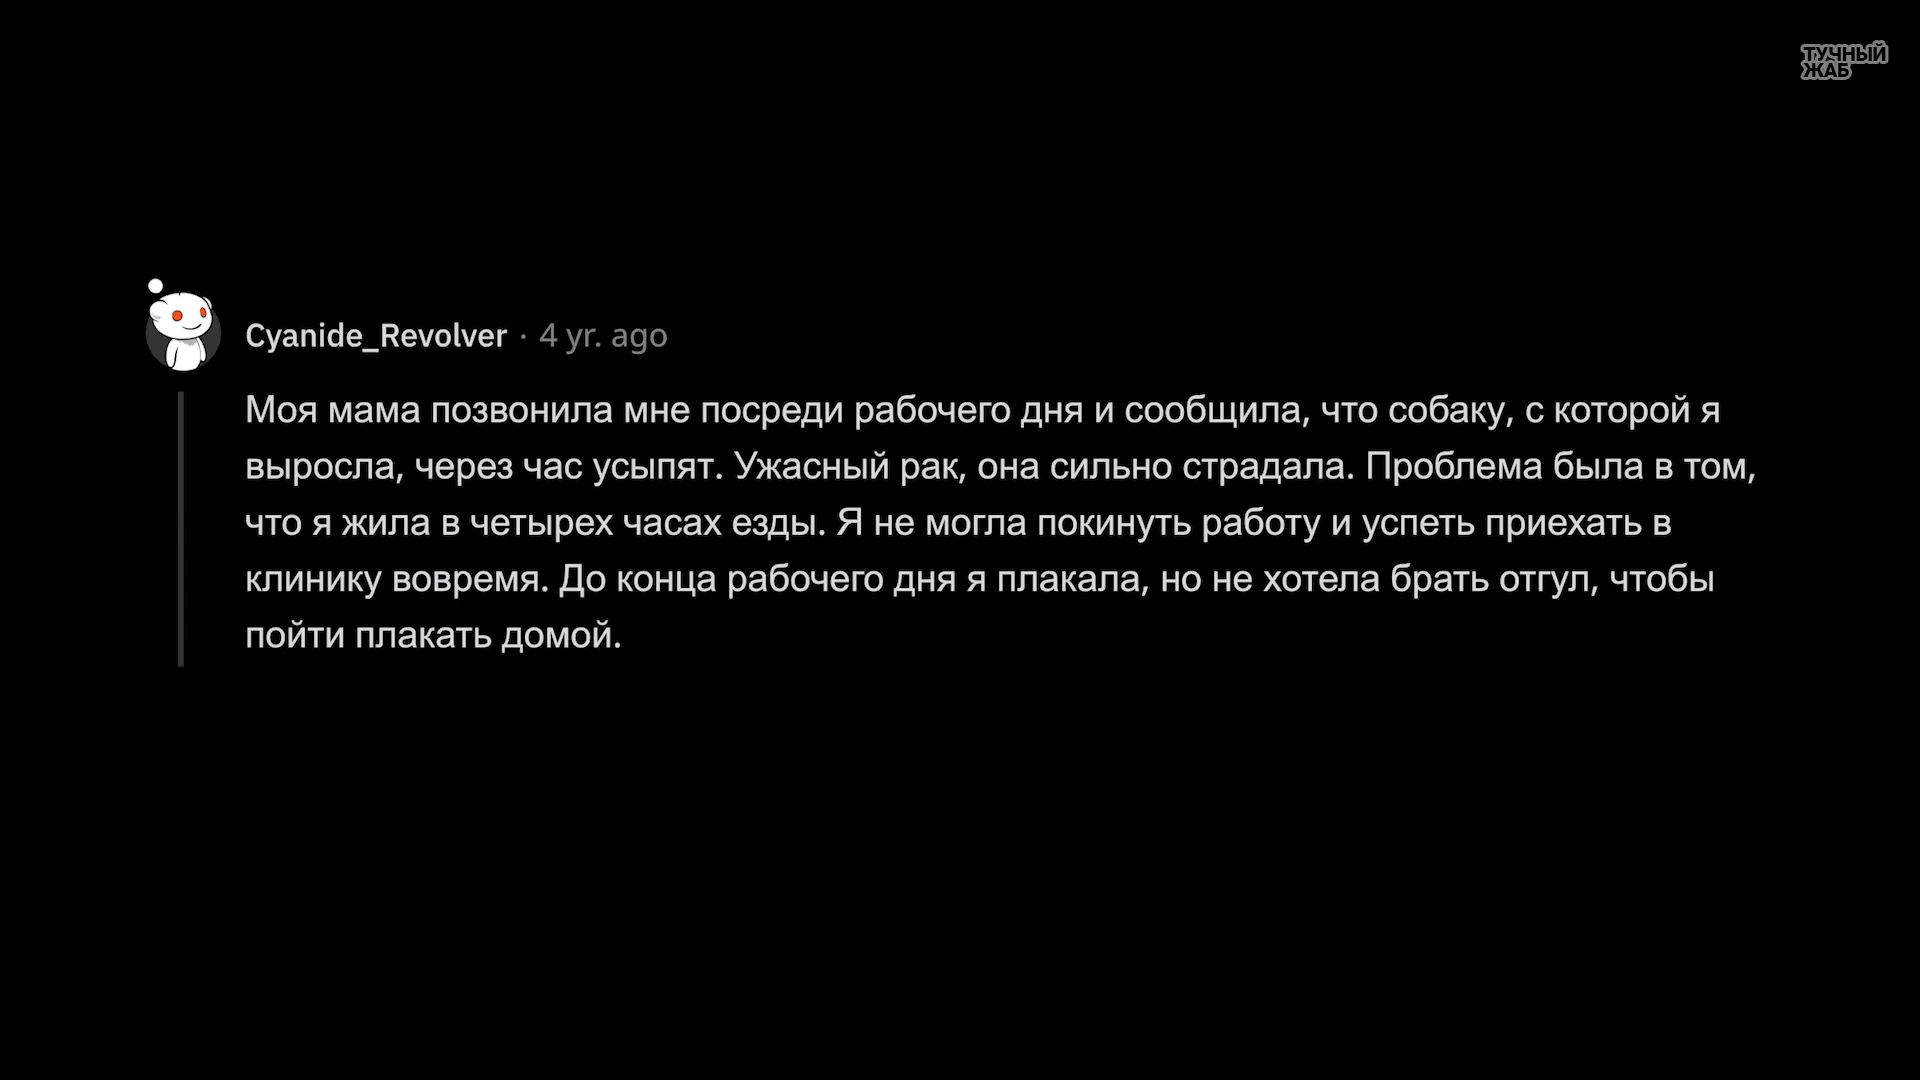 ТУЧНЫЙ
ЖАБ
Cyanide_Revolver · 4 yr. ago
Моя мама позвонила мне посреди рабочего дня и сообщила, что собаку, с которой я
выросла, через час усыпят. Ужасный рак, она сильно страдала. Проблема была в том,
что я жила в четырех часах езды. Я не могла покинуть работу и успеть приехать в
клинику вовремя. До конца рабочего дня я плакала, но не хотела брать отгул, чтобы
пойти плакать домой.